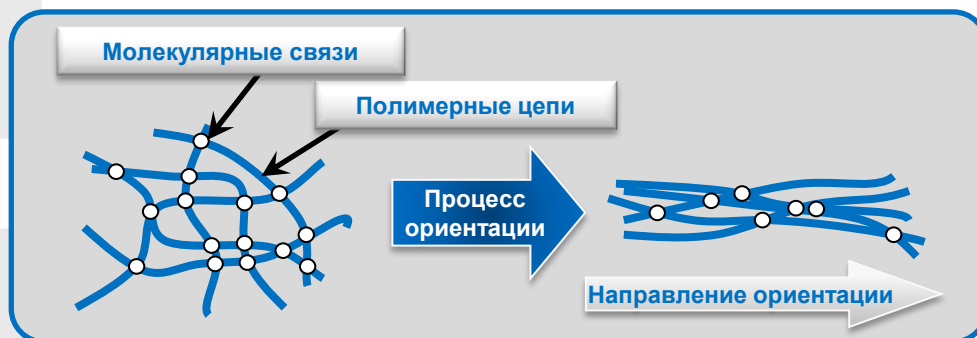 Молекулярные связи
Полимерные цепи
Процесс
ориентации
Направление ориентации